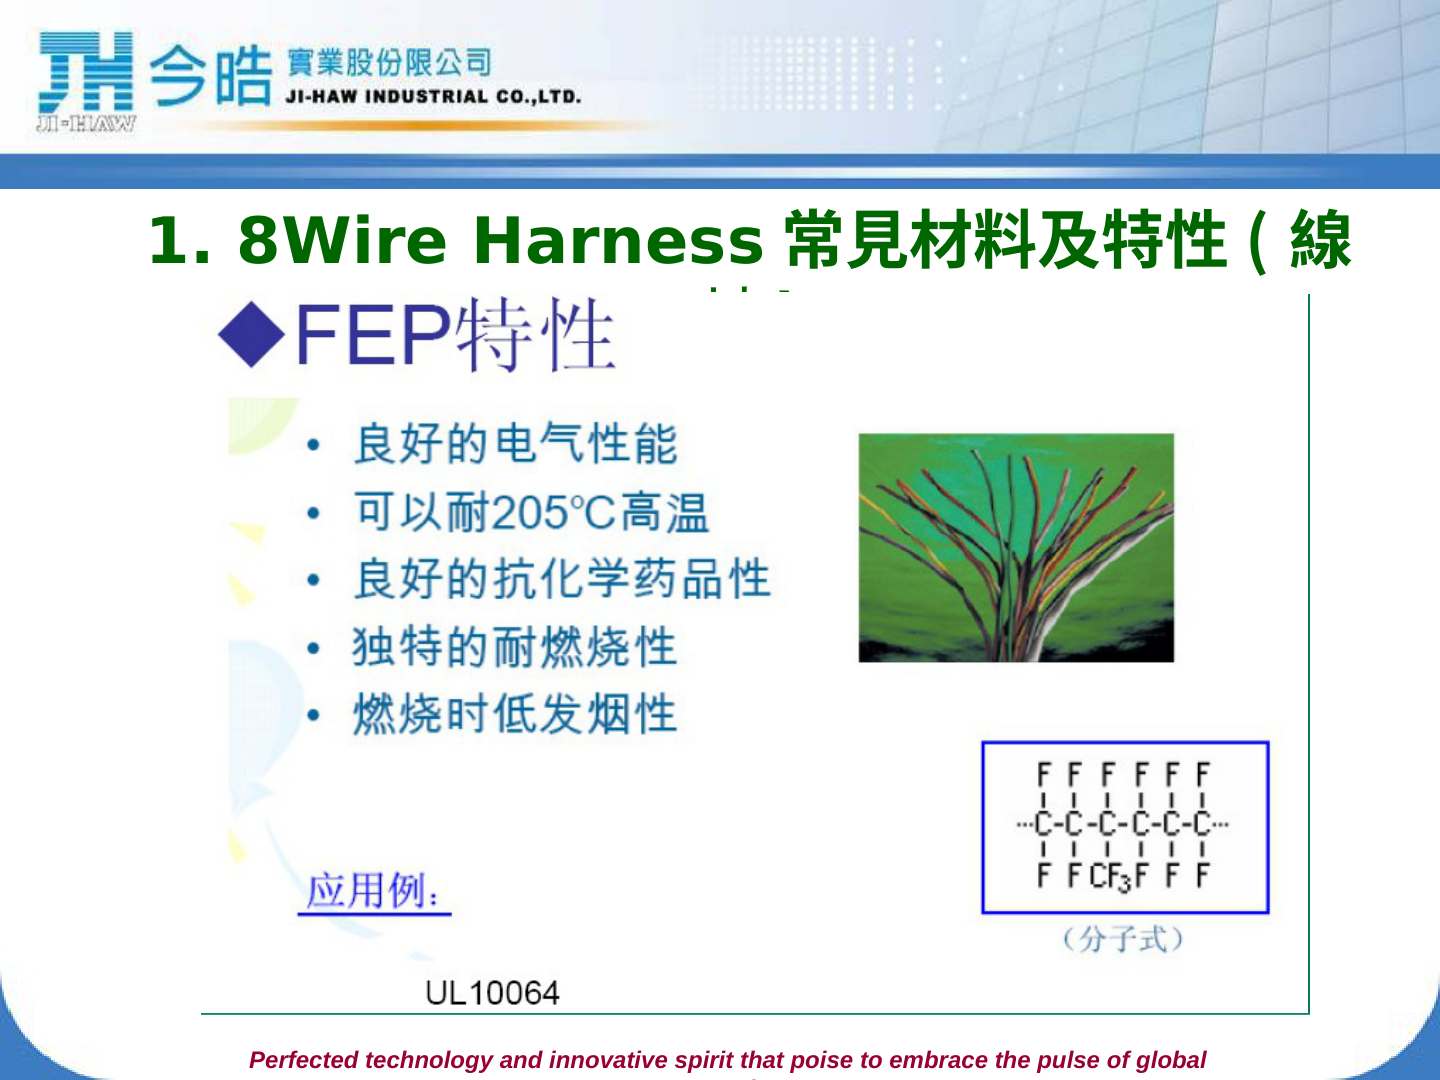 JI-HAW
今皓
實業股份限公司
JI-HAW INDUSTRIAL CO.,LTD.
1. 8Wire Harness 常見材料及特性 ( 線
◆FEP特性
• 良好的电气性能
• 可以耐205℃高温
• 良好的抗化学药品性
• 独特的耐燃烧性
• 燃烧时低发烟性
F F F F F F
···C-C-C-C-C-C···
F F CF3 F F F
(分子式)
应用例：
UL10064
Perfected technology and innovative spirit that poise to embrace the pulse of global